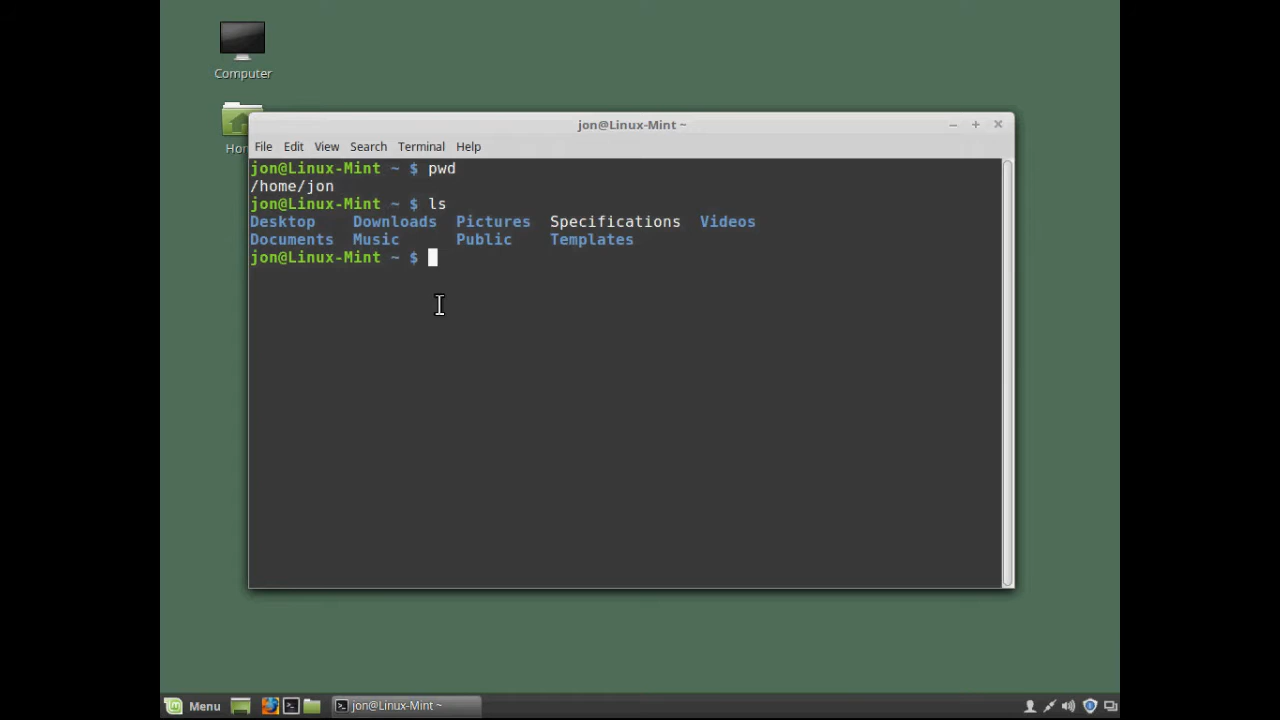 Computer
jon@Linux-Mint ~
File Edit View Search Terminal Help
jon@Linux-Mint ~ $ pwd
/home/jon
jon@Linux-Mint ~ $ ls
Desktop Downloads Pictures Specifications Videos
Documents Music Public Templates
jon@Linux-Mint ~ $
Menu jon@Linux-Mint ~